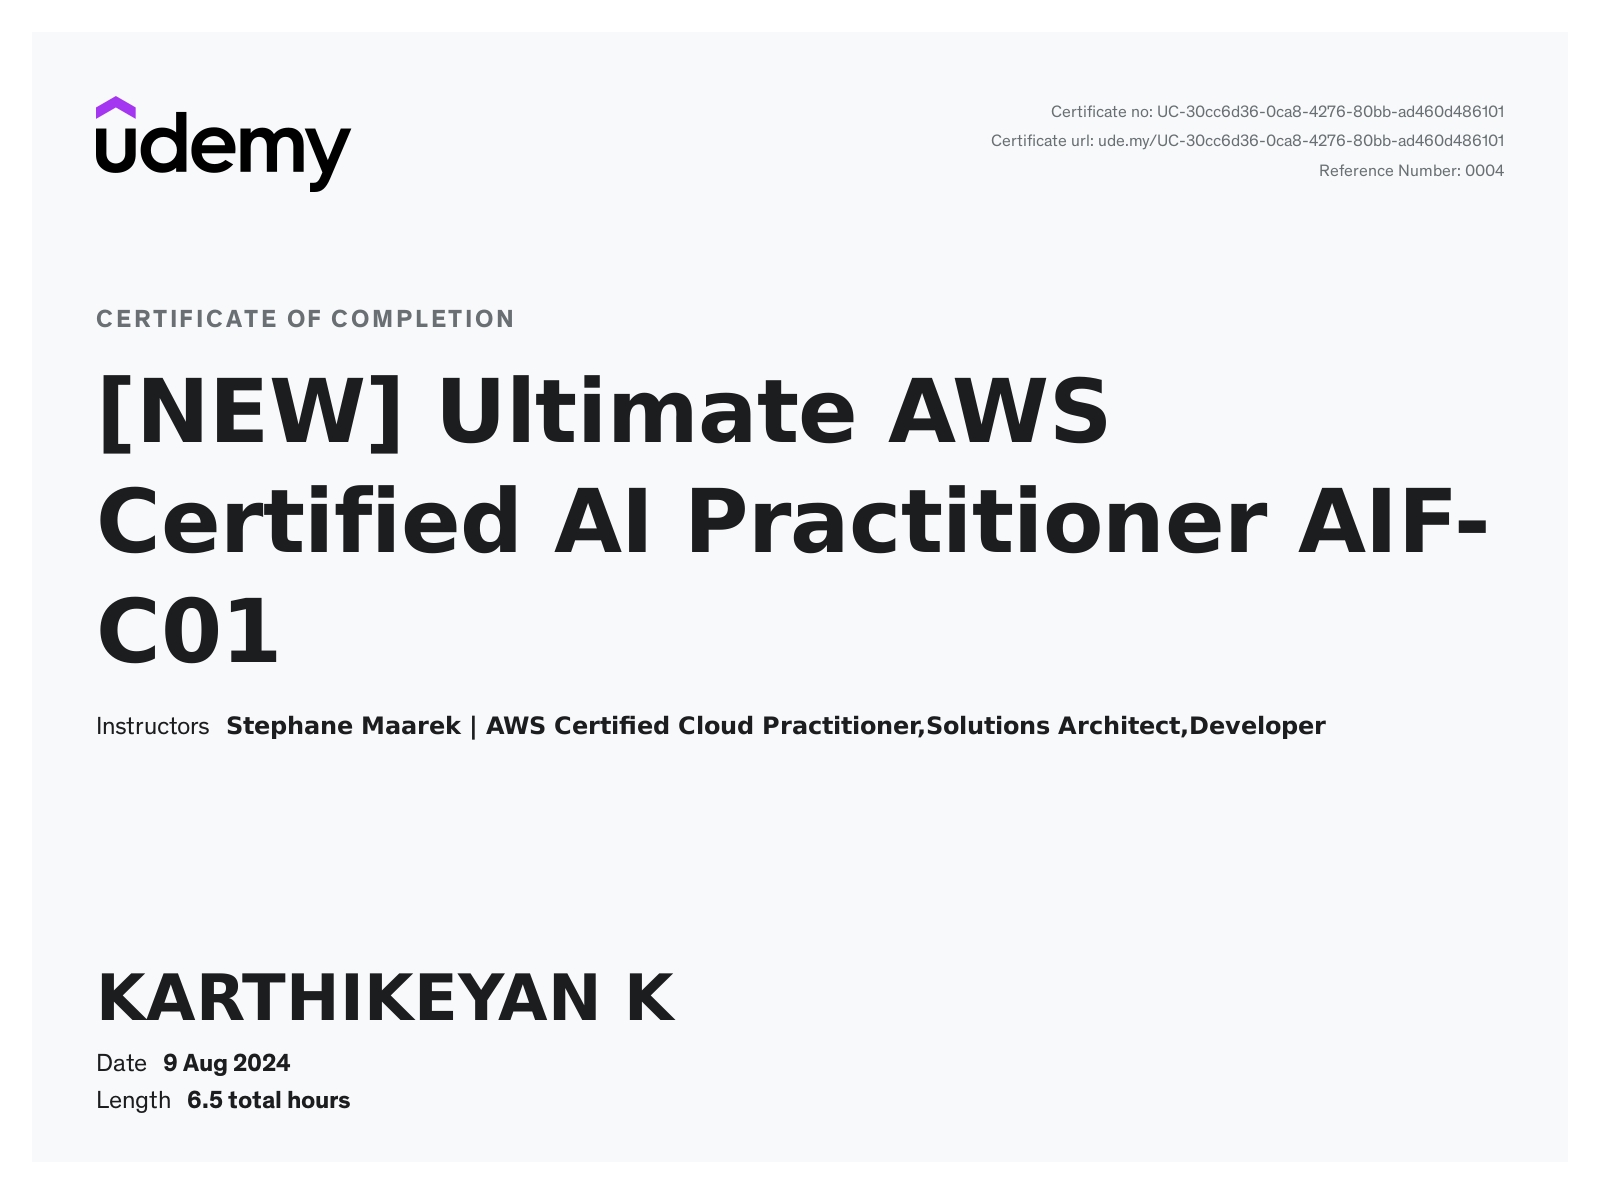 udemy
Certificate no: UC-30cc6d36-0ca8-4276-80bb-ad460d486101
Certificate url: ude.my/UC-30cc6d36-0ca8-4276-80bb-ad460d486101
Reference Number: 0004
CERTIFICATE OF COMPLETION
[NEW] Ultimate AWS
Certified AI Practitioner AIF-
C01
Instructors Stephane Maarek | AWS Certified Cloud Practitioner,Solutions Architect,Developer
KARTHIKEYAN K
Date 9 Aug 2024
Length 6.5 total hours